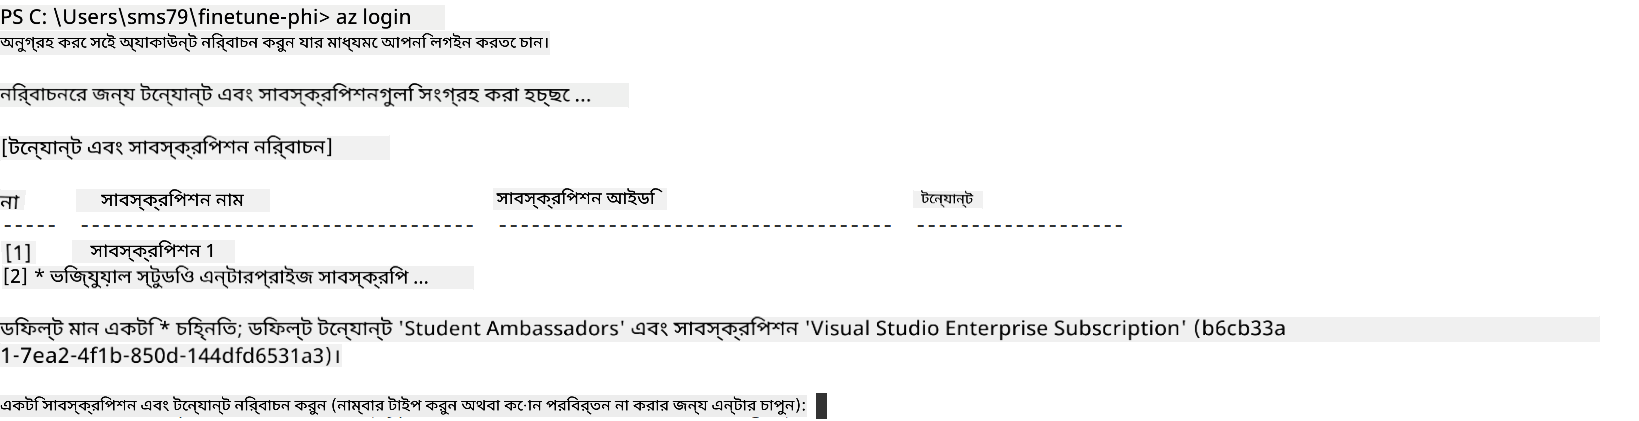 PS C: \Users\sms79\finetune-phi> az login
অনুগ্রহ করে সেই অ্যাকাউন্ট নির্বাচন করুন যার মাধ্যমে আপনি লগইন করতে চান।
নির্বাচনের জন্য টেন্যান্ট এবং সাবস্ক্রিপশনগুলি সংগ্রহ করা হচ্ছে ...
[টেন্যান্ট এবং সাবস্ক্রিপশন নির্বাচন]
না সাবস্ক্রিপশন নাম সাবস্ক্রিপশন আইডি টেন্যান্ট
----- ---------------------------------- ---------------------------------- ------------------
[1] সাবস্ক্রিপশন 1
[2] * ভিজ্যুয়াল স্টুডিও এন্টারপ্রাইজ সাবস্ক্রিপ ...
ডিফল্ট মান একটি * চিহ্নিত; ডিফল্ট টেন্যান্ট 'Student Ambassadors' এবং সাবস্ক্রিপশন 'Visual Studio Enterprise Subscription' (b6cb33a
1-7ea2-4f1b-850d-144dfd6531a3)।
একটি সাবস্ক্রিপশন এবং টেন্যান্ট নির্বাচন করুন (নাম্বার টাইপ করুন অথবা কোন পরিবর্তন না করার জন্য এন্টার চাপুন):